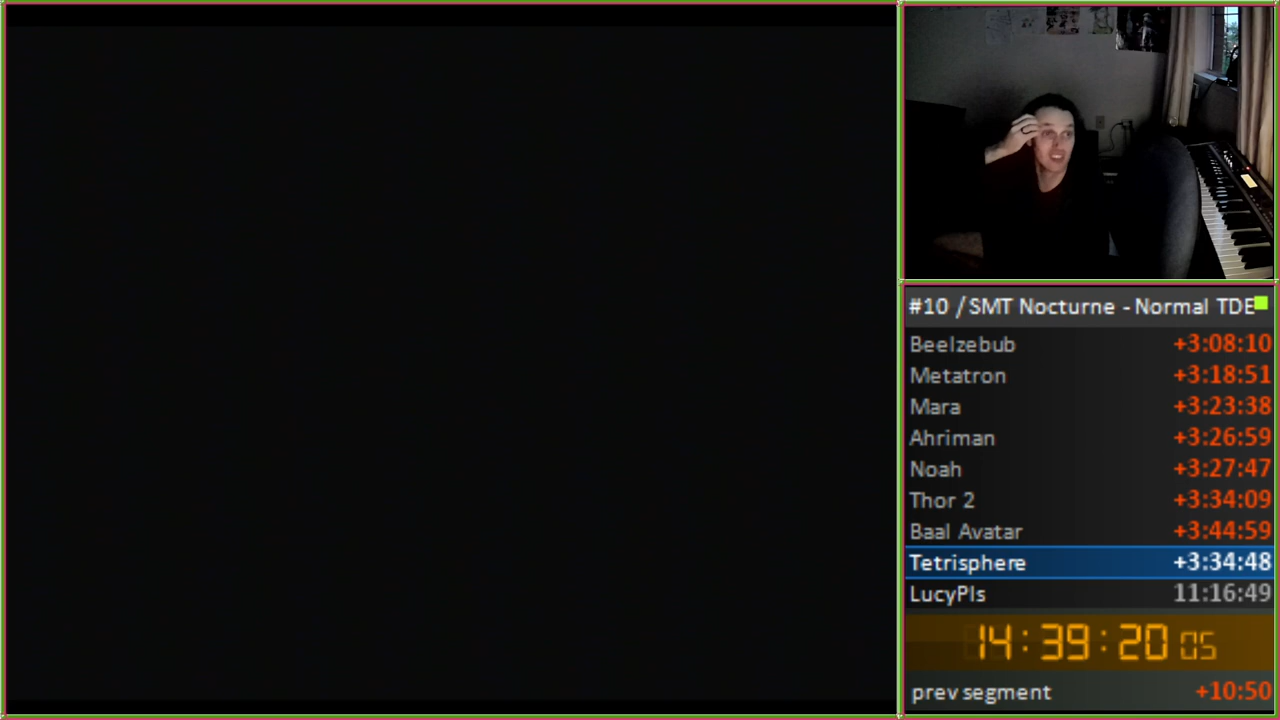 #10 / SMT Nocturne - Normal TDE
Beelzebub +3:08:10
Metatron +3:18:51
Mara +3:23:38
Ahriman +3:26:59
Noah +3:27:47
Thor 2 +3:34:09
Baal Avatar +3:44:59
Tetrisphere +3:34:48
LucyPls 11:16:49
14:39:20 05
prev segment +10:50